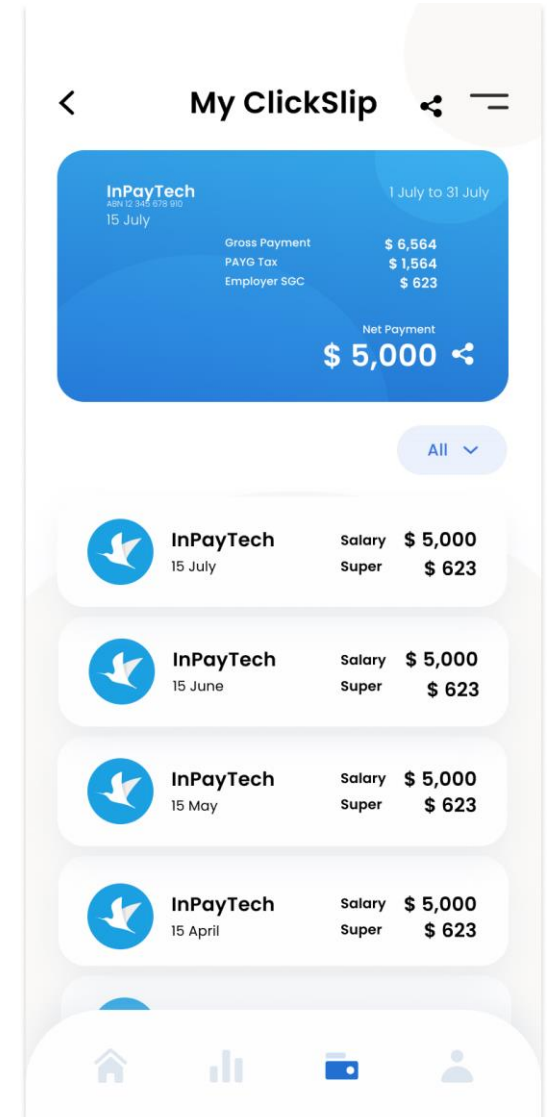 My ClickSlip
InPayTech 1 July to 31 July
ABN 12 345 678 910
15 July
Gross Payment $ 6,564
PAYG Tax $ 1,564
Employer SGC $ 623
Net Payment
$ 5,000
All
InPayTech Salary $ 5,000
15 July Super $ 623
InPayTech Salary $ 5,000
15 June Super $ 623
InPayTech Salary $ 5,000
15 May Super $ 623
InPayTech Salary $ 5,000
15 April Super $ 623